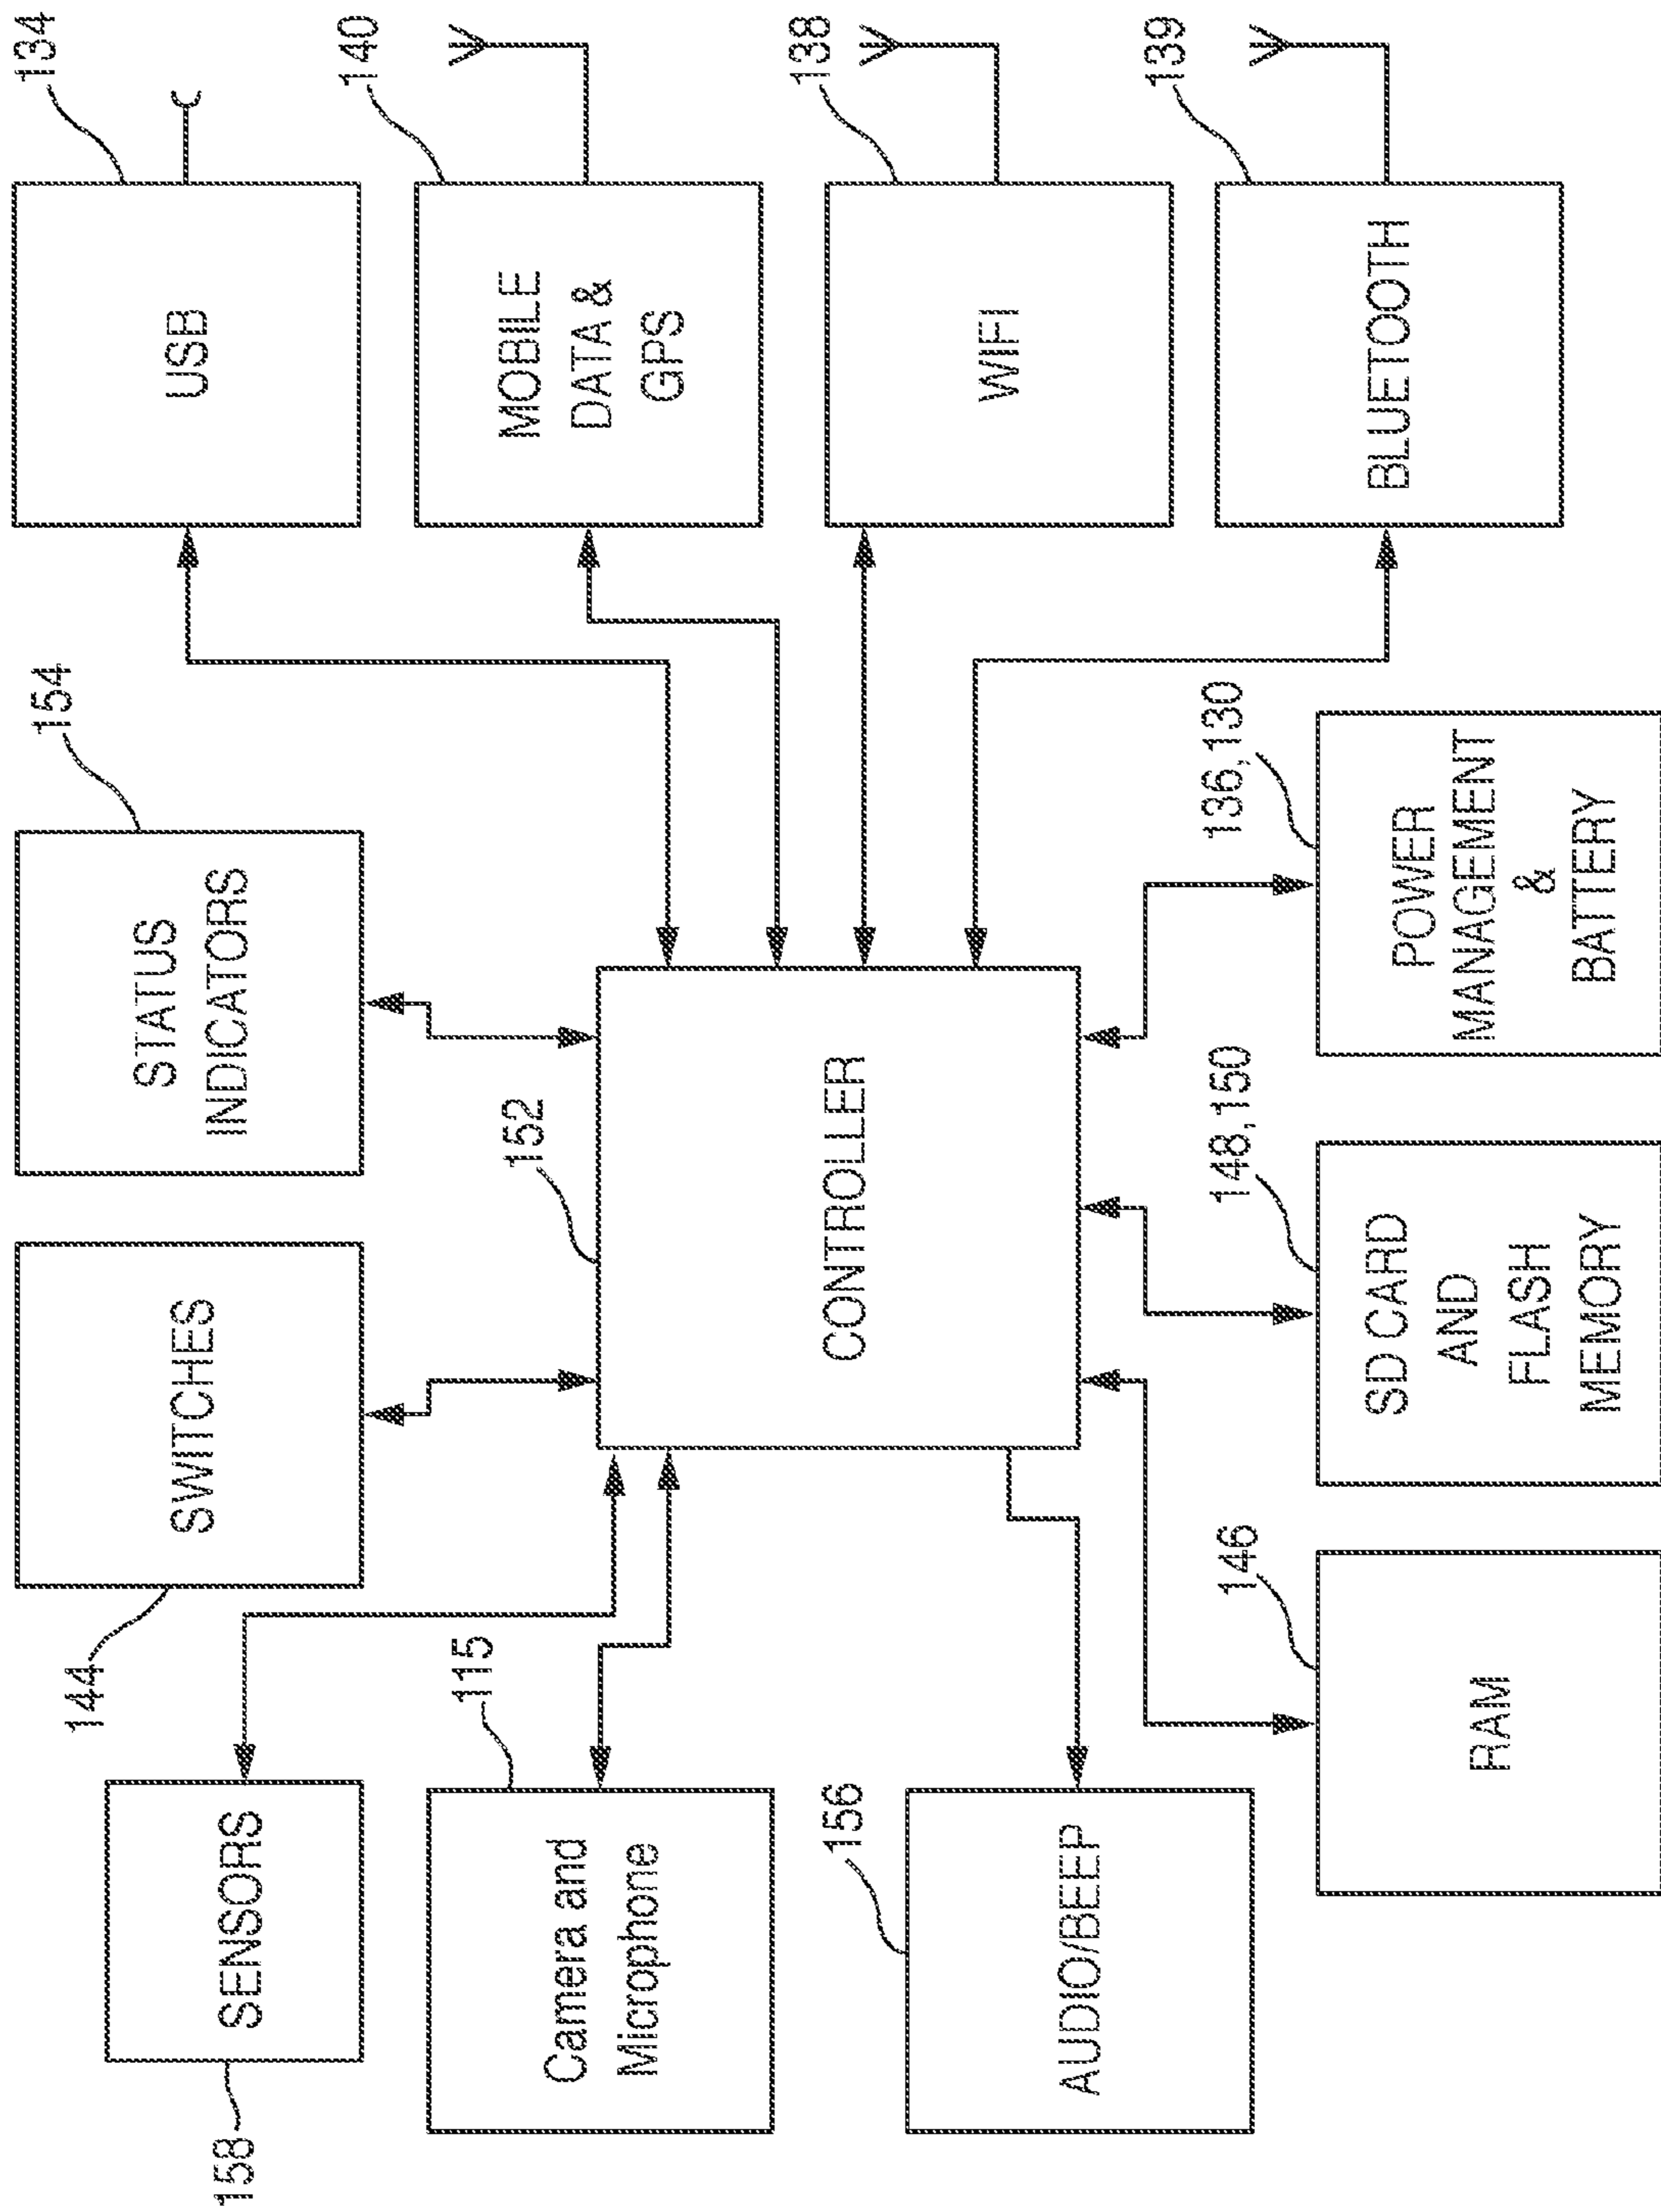 158
SENSORS
144
SWITCHES
154
STATUS
INDICATORS
134
USB
115
Camera and
Microphone
152
CONTROLLER
140
MOBILE
DATA &
GPS
156
AUDIO/BEEP
138
WIFI
139
BLUETOOTH
146
RAM
148,150
SD CARD
AND
FLASH
MEMORY
136,130
POWER
MANAGEMENT
&
BATTERY